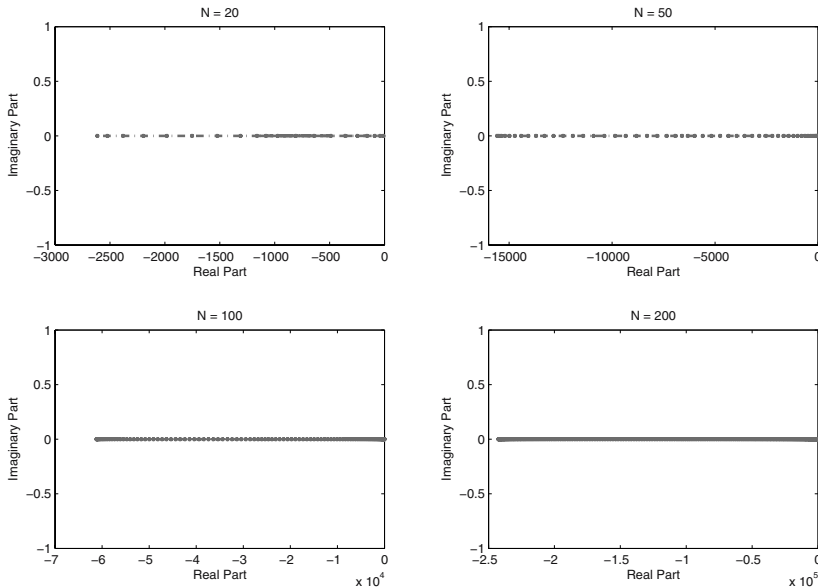 N = 20
1
0.5
0
−0.5
−1
Imaginary Part
−3000 −2500 −2000 −1500 −1000 −500 0
Real Part
N = 50
1
0.5
0
−0.5
−1
Imaginary Part
−15000 −10000 −5000 0
Real Part
N = 100
1
0.5
0
−0.5
−1
Imaginary Part
−7 −6 −5 −4 −3 −2 −1 0
Real Part
x 10^4
N = 200
1
0.5
0
−0.5
−1
Imaginary Part
−2.5 −2 −1.5 −1 −0.5 0
Real Part
x 10^5